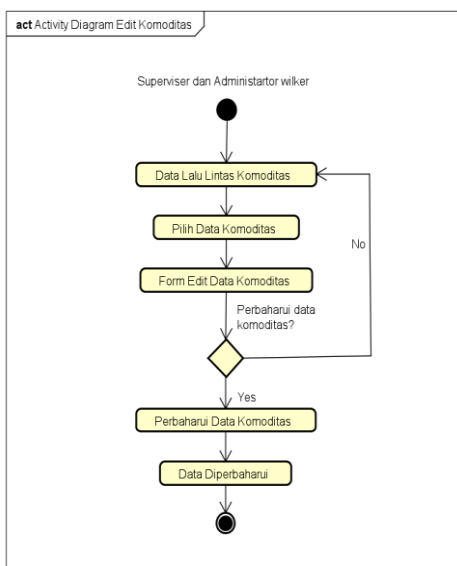 act Activity Diagram Edit Komoditas
Superviser dan Administartor wilker
Data Lalu Lintas Komoditas
Pilih Data Komoditas
No
Form Edit Data Komoditas
Perbaharui data
komoditas?
Yes
Perbaharui Data Komoditas
Data Diperbaharui